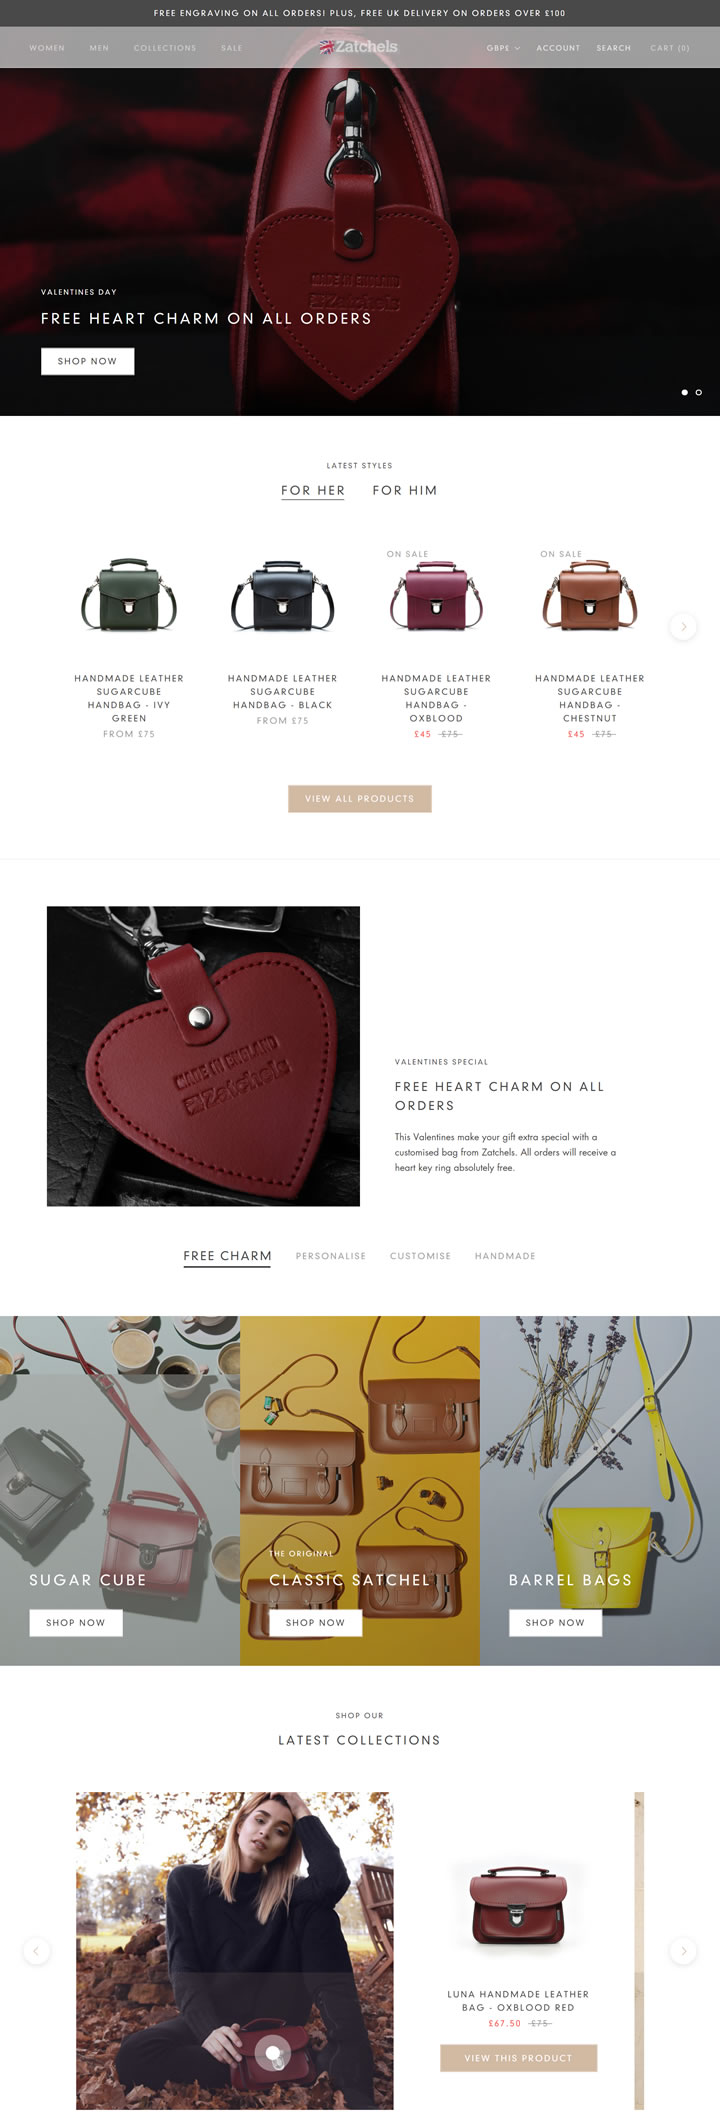 FREE ENGRAVING ON ALL ORDERS! PLUS, FREE UK DELIVERY ON ORDERS OVER £100
WOMEN MEN COLLECTIONS SALE Zatchels GBP£ ACCOUNT SEARCH CART (0)
MADE IN ENGLAND
Zatchels
VALENTINES DAY
FREE HEART CHARM ON ALL ORDERS
SHOP NOW
LATEST STYLES
FOR HER FOR HIM
ON SALE ON SALE
HANDMADE LEATHER SUGARCUBE HANDBAG - IVY GREEN
FROM £75
HANDMADE LEATHER SUGARCUBE HANDBAG - BLACK
FROM £75
HANDMADE LEATHER SUGARCUBE HANDBAG - OXBLOOD
£45 £75
HANDMADE LEATHER SUGARCUBE HANDBAG - CHESTNUT
£45 £75
VIEW ALL PRODUCTS
MADE IN ENGLAND
Zatchels
VALENTINES SPECIAL
FREE HEART CHARM ON ALL
ORDERS
This Valentines make your gift extra special with a
customised bag from Zatchels. All orders will receive a
heart key ring absolutely free.
FREE CHARM PERSONALISE CUSTOMISE HANDMADE
SUGAR CUBE
SHOP NOW
THE ORIGINAL
CLASSIC SATCHEL
SHOP NOW
BARREL BAGS
SHOP NOW
SHOP OUR
LATEST COLLECTIONS
LUNA HANDMADE LEATHER
BAG - OXBLOOD RED
£67.50 £75
VIEW THIS PRODUCT